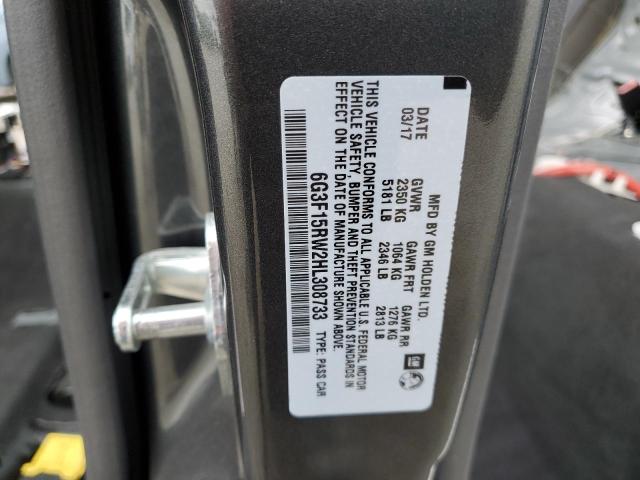 MFD BY GM HOLDEN LTD.
DATE GVWR GAWR FRT GAWR RR
03/17 2350 KG 1064 KG 1276 KG
5181 LB 2346 LB 2813 LB
THIS VEHICLE CONFORMS TO ALL APPLICABLE U.S. FEDERAL MOTOR
VEHICLE SAFETY, BUMPER AND THEFT PREVENTION STANDARDS IN
EFFECT ON THE DATE OF MANUFACTURE SHOWN ABOVE.
6G3F15RW2HL308733 TYPE: PASS CAR
GM